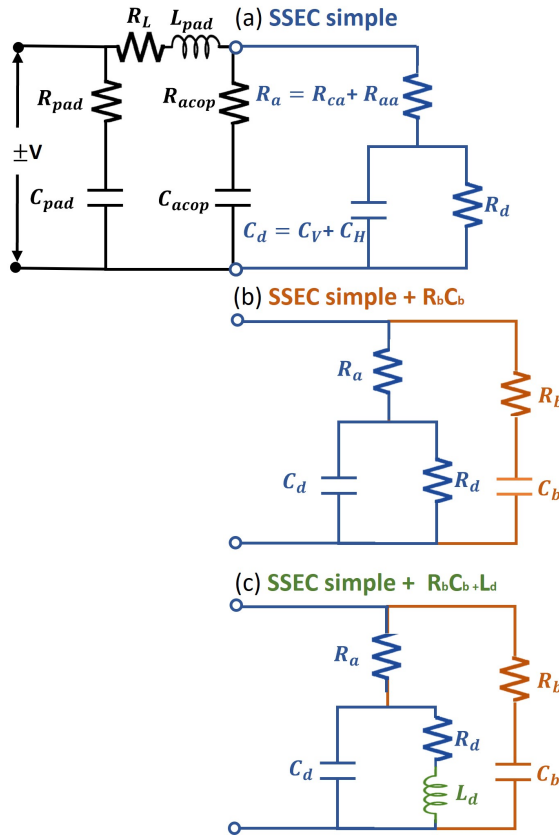 (a) SSEC simple
R_L L_pad
R_pad R_acop R_a = R_ca + R_aa
±V
C_pad C_acop C_d = C_V + C_H R_d
(b) SSEC simple + R_bC_b
R_a R_b
C_d R_d C_b
(c) SSEC simple + R_bC_b+L_d
R_a R_b
R_d
C_d L_d C_b